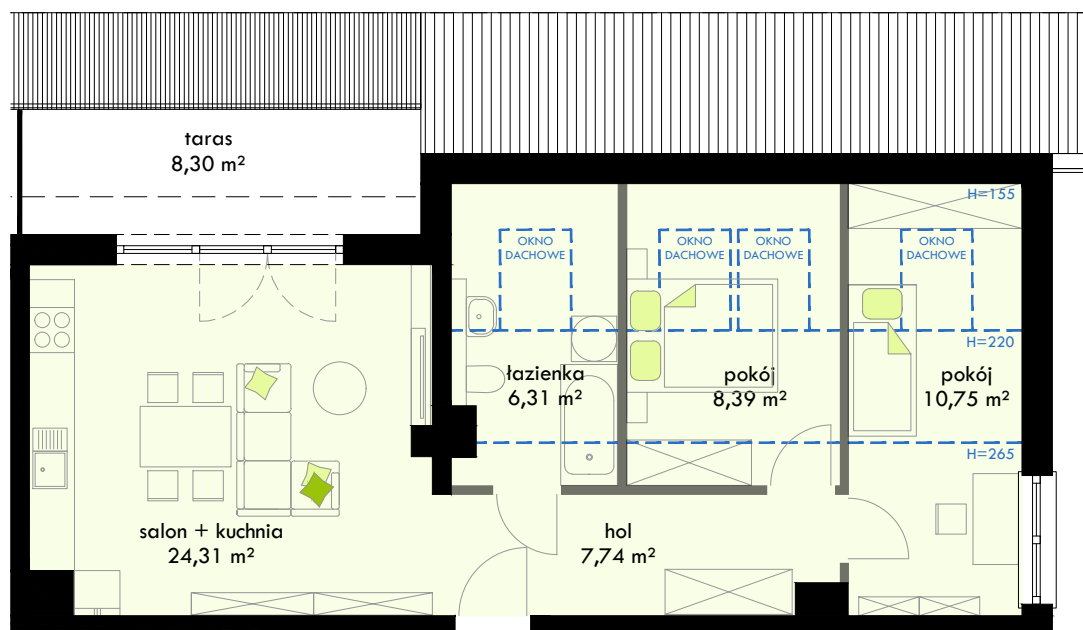 taras
8,30 m²
H=155
OKNO
DACHOWE
OKNO
DACHOWE
OKNO
DACHOWE
OKNO
DACHOWE
H=220
łazienka
6,31 m²
pokój
8,39 m²
pokój
10,75 m²
H=265
salon + kuchnia
24,31 m²
hol
7,74 m²